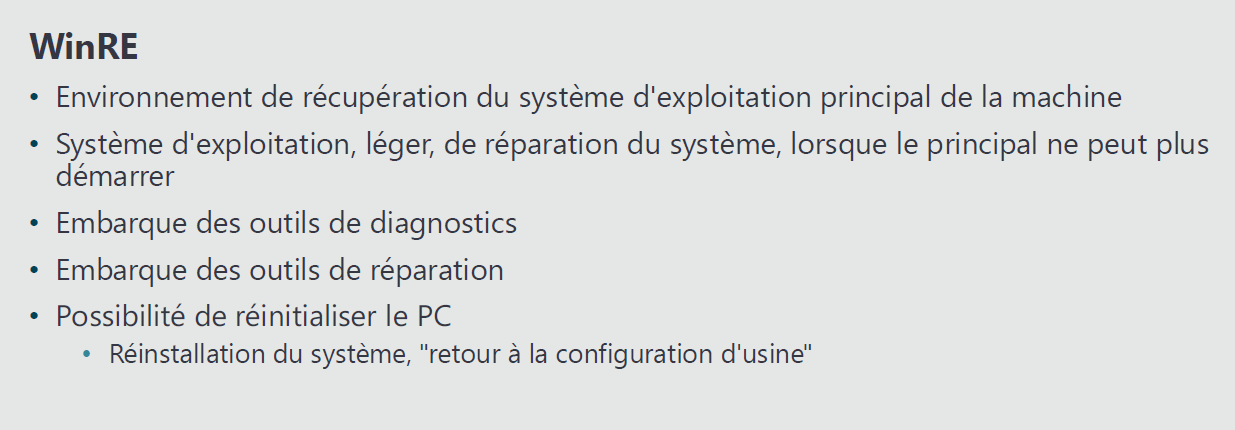 WinRE
• Environnement de récupération du système d'exploitation principal de la machine
• Système d'exploitation, léger, de réparation du système, lorsque le principal ne peut plus
démarrer
• Embarque des outils de diagnostics
• Embarque des outils de réparation
• Possibilité de réinitialiser le PC
• Réinstallation du système, "retour à la configuration d'usine"